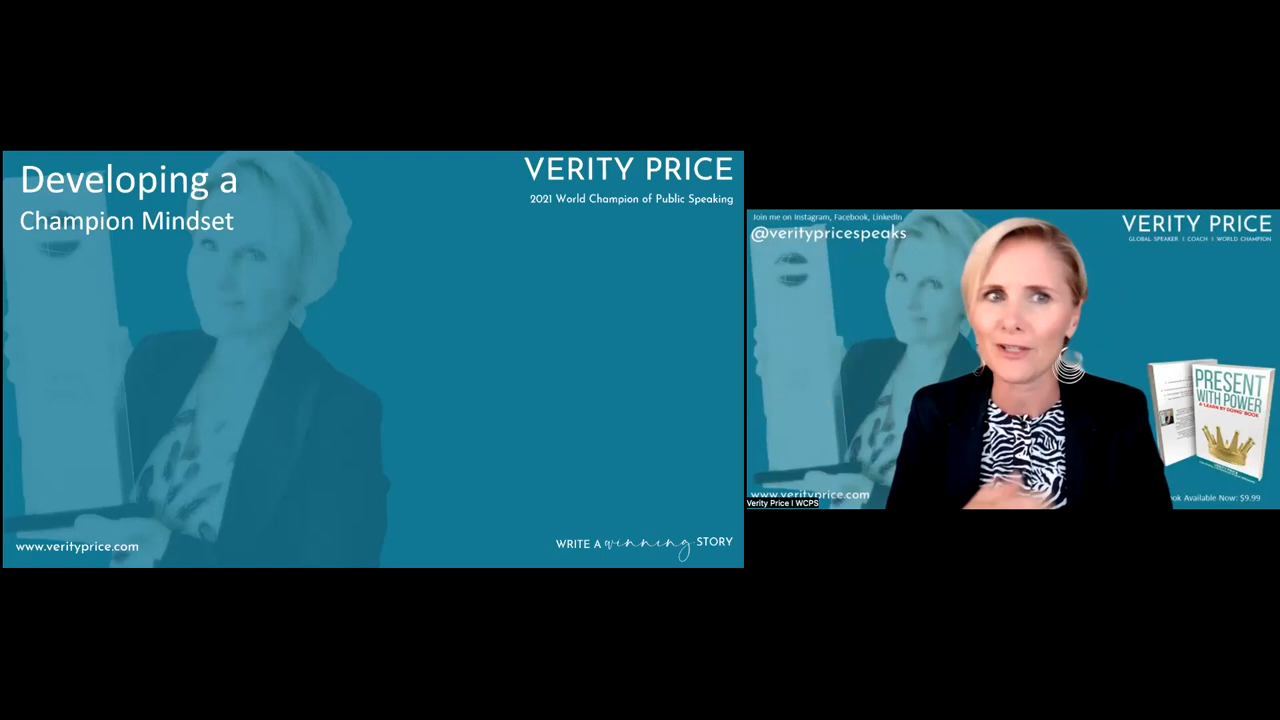 Developing a
Champion Mindset
VERITY PRICE
2021 World Champion of Public Speaking
www.verityprice.com
WRITE A winning STORY
Join me on Instagram, Facebook, LinkedIn
@veritypricespeaks
VERITY PRICE
GLOBAL SPEAKER I COACH I WORLD CHAMPION
PRESENT
WITH POWER
A 'LEARN BY DOING' BOOK
www.verityprice.com
Available Now: $9.99
Verity Price I WCPS